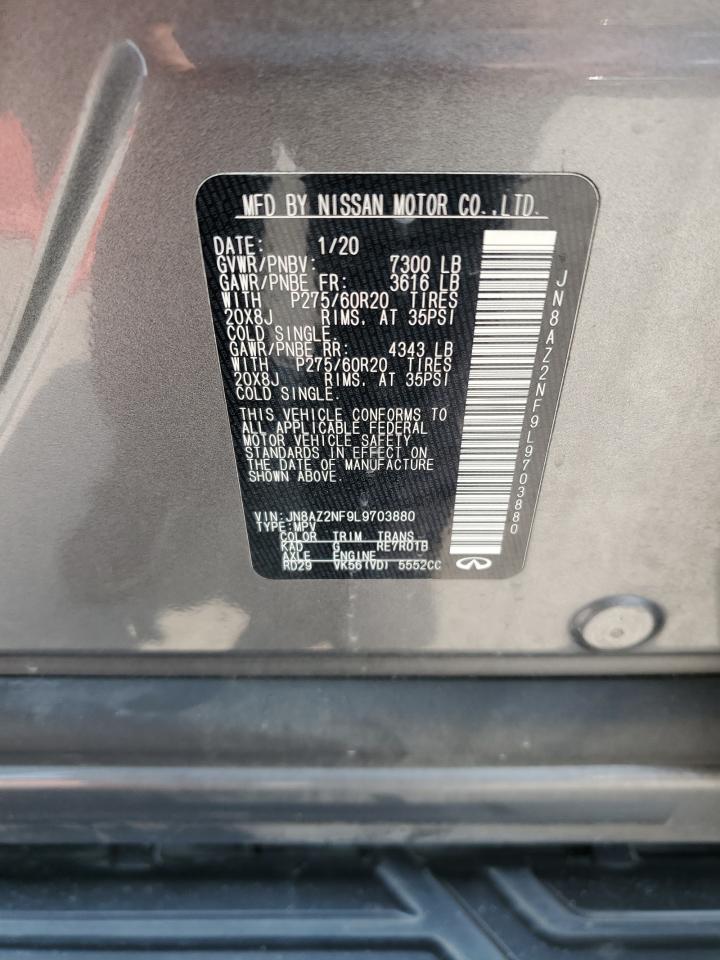 MFD BY NISSAN MOTOR CO.,LTD.
DATE: 1/20
GVWR/PNBV: 7300 LB
GAWR/PNBE FR: 3616 LB
WITH P275/60R20 TIRES
20X8J RIMS. AT 35PSI
COLD SINGLE.
GAWR/PNBE RR: 4343 LB
WITH P275/60R20 TIRES
20X8J RIMS. AT 35PSI
COLD SINGLE.
THIS VEHICLE CONFORMS TO
ALL APPLICABLE FEDERAL
MOTOR VEHICLE SAFETY
STANDARDS IN EFFECT ON
THE DATE OF MANUFACTURE
SHOWN ABOVE.
VIN:JN8AZ2NF9L9703880
TYPE:MPV
COLOR TRIM TRANS
KAD G RE7R01B
AXLE ENGINE
RD29 VK56(VD) 5552CC
JN8AZ2NF9L9703880